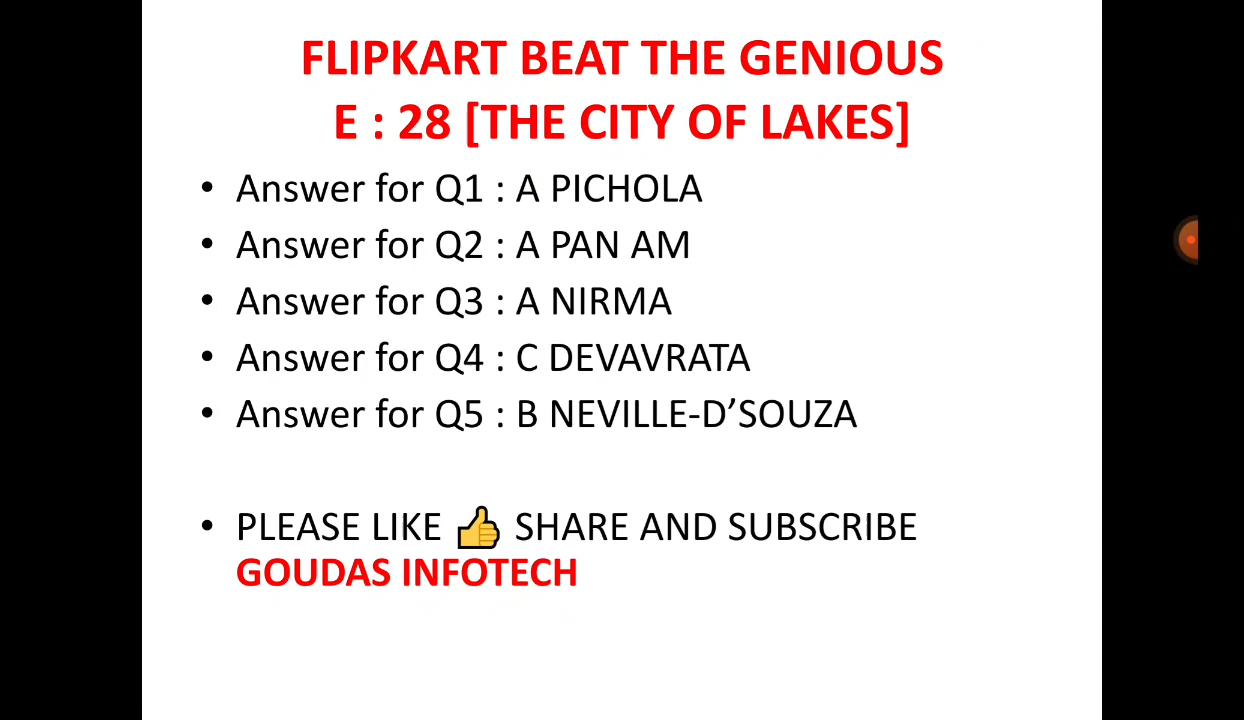 FLIPKART BEAT THE GENIOUS
E : 28 [THE CITY OF LAKES]
• Answer for Q1 : A PICHOLA
• Answer for Q2 : A PAN AM
• Answer for Q3 : A NIRMA
• Answer for Q4 : C DEVAVRATA
• Answer for Q5 : B NEVILLE-D’SOUZA
• PLEASE LIKE 👍 SHARE AND SUBSCRIBE
GOUDAS INFOTECH